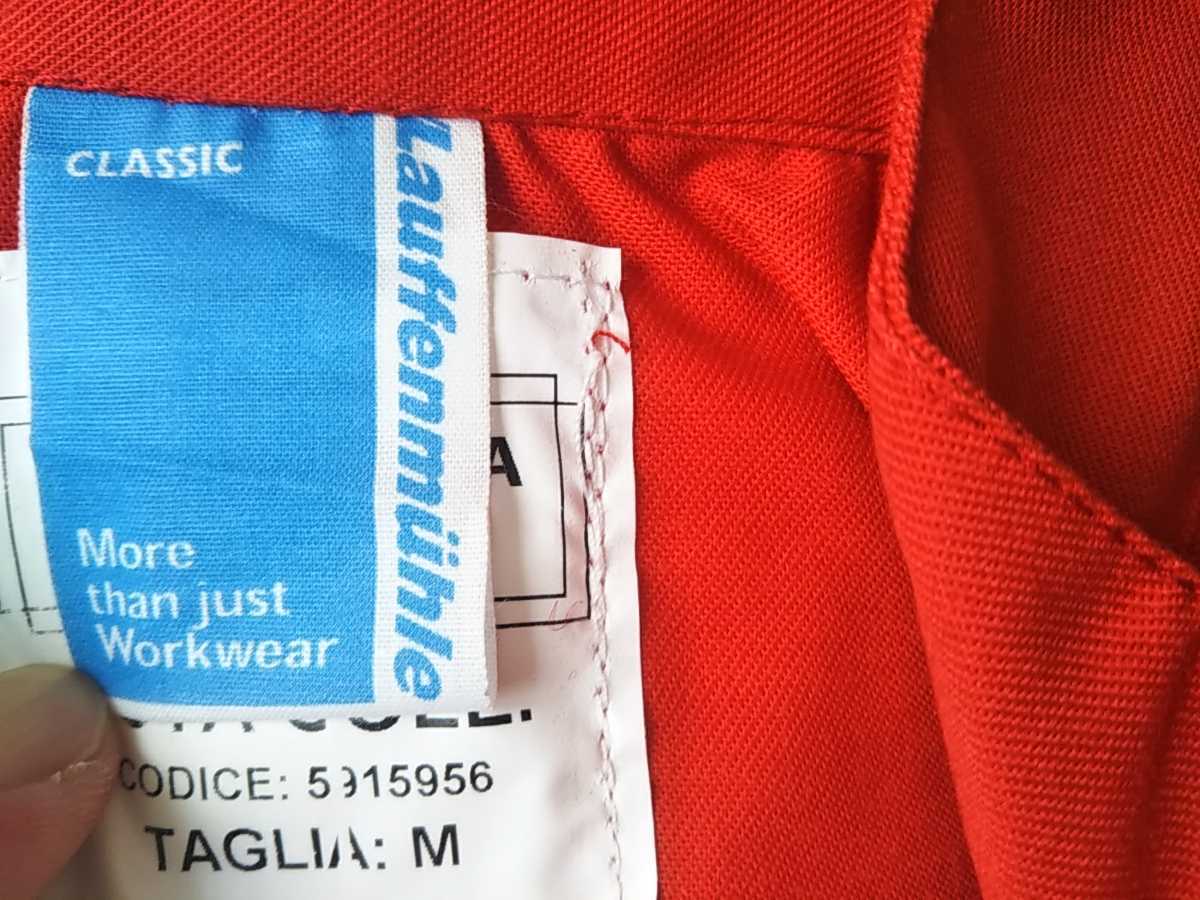 CLASSIC
Lauffenmühle
More
than just
Workwear
CODICE: 5915956
TAGLIA: M